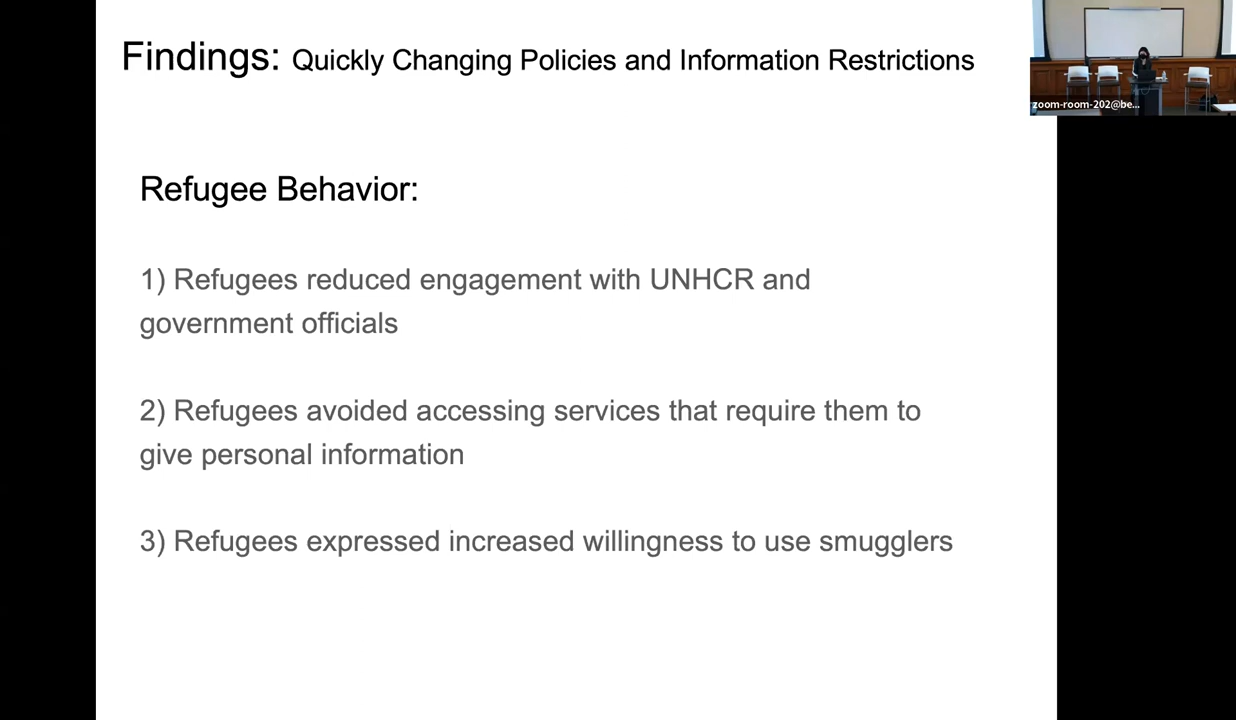 Findings: Quickly Changing Policies and Information Restrictions
zoom-room-202@be...
Refugee Behavior:
1) Refugees reduced engagement with UNHCR and
government officials
2) Refugees avoided accessing services that require them to
give personal information
3) Refugees expressed increased willingness to use smugglers